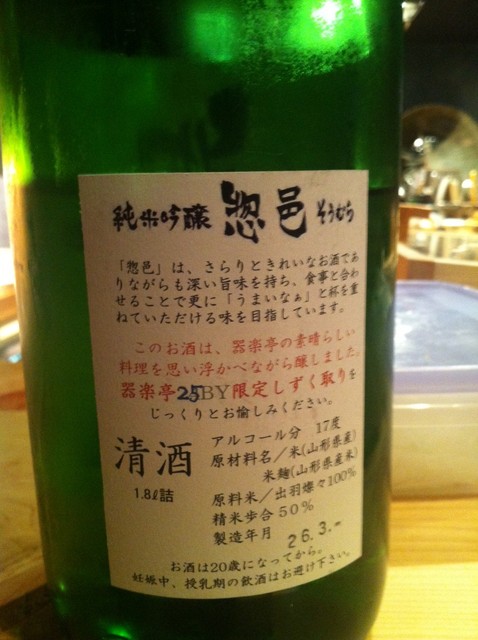 純米吟醸 惣邑 そうむら
「惣邑」は、さらりときれいなお酒であ
りながらも深い旨味を持ち、食事と合わ
せることで更に「うまいなぁ」と杯を重
ねていただける味を目指しています。
このお酒は、器楽亭の素晴らしい
料理を思い浮かべながら醸しました。
器楽亭25BY限定しずく取りを
じっくりとお愉しみください。
清酒
1.8ℓ詰
アルコール分 17度
原材料名／米(山形県産)
米麹(山形県産米)
原料米／出羽燦々100%
精米歩合50%
製造年月 26.3.-
お酒は20歳になってから。
妊娠中、授乳期の飲酒はお避け下さい。